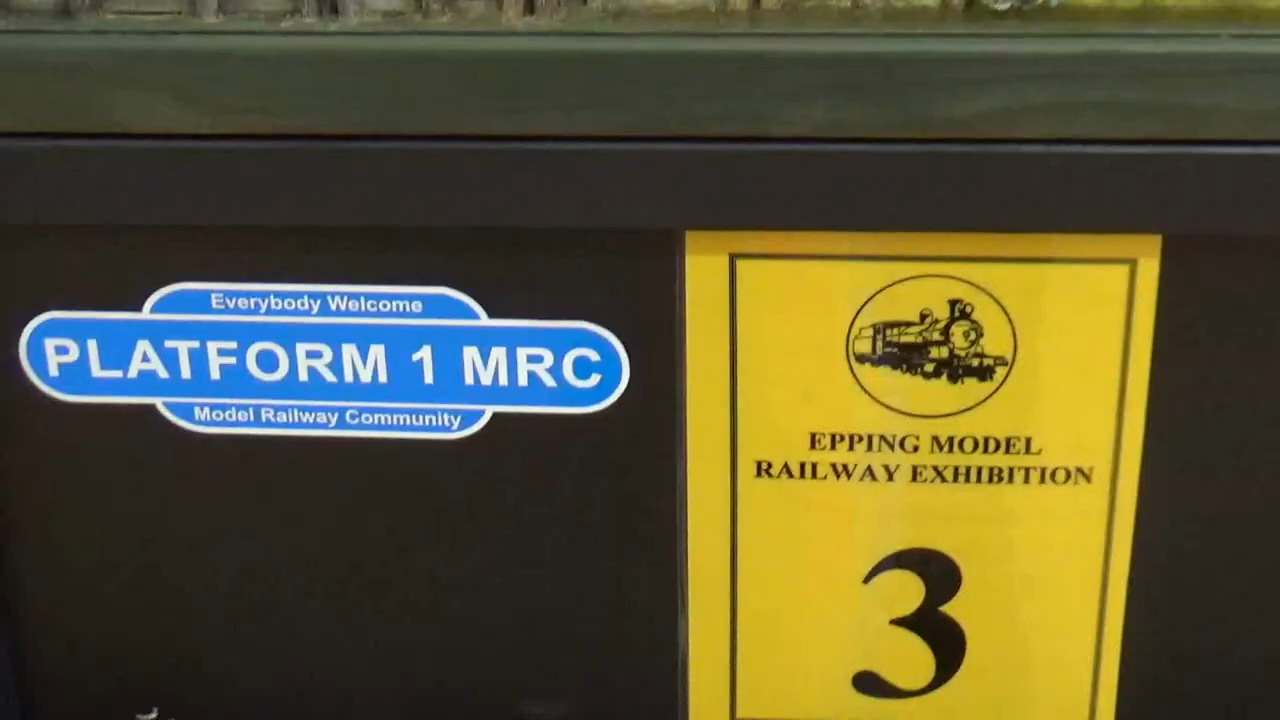 Everybody Welcome
PLATFORM 1 MRC
Model Railway Community
EPPING MODEL
RAILWAY EXHIBITION
3